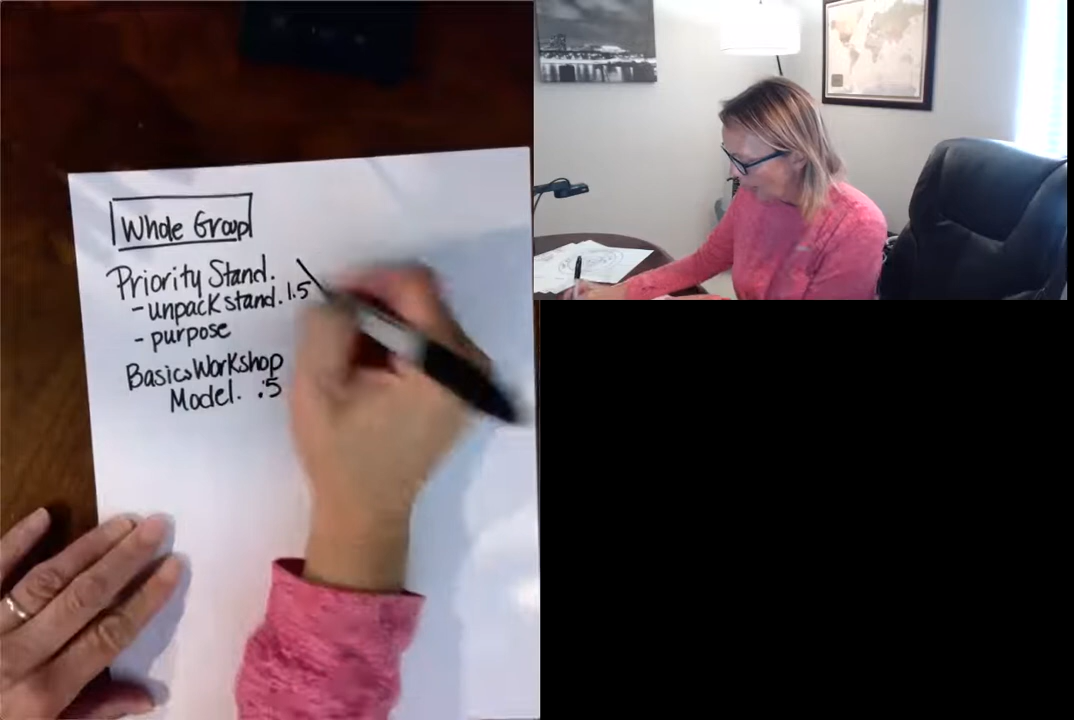 Whole Group
Priority Stand.
- unpack stand. 1.5
- purpose
Basics Workshop
Model. :5